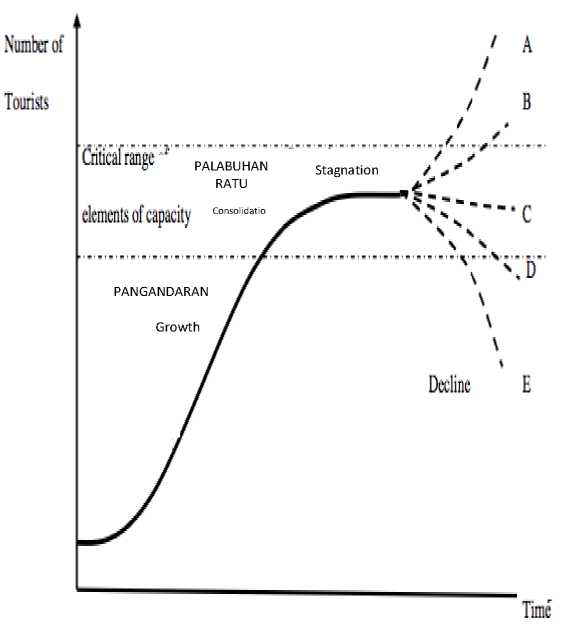 Number of
Tourists
A
B
Critical range
PALABUHAN
RATU
Stagnation
elements of capacity
Consolidatio
C
D
PANGANDARAN
Growth
Decline
E
Time